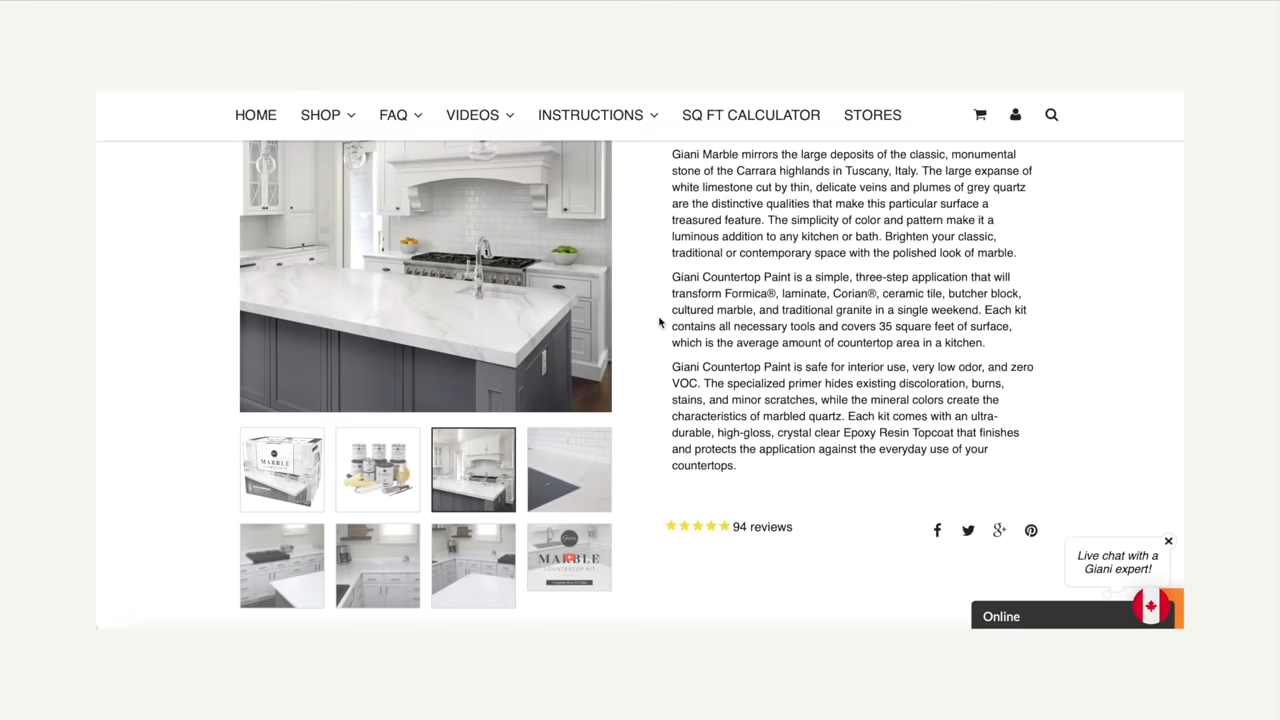 HOME SHOP FAQ VIDEOS INSTRUCTIONS SQ FT CALCULATOR STORES
Giani Marble mirrors the large deposits of the classic, monumental
stone of the Carrara highlands in Tuscany, Italy. The large expanse of
white limestone cut by thin, delicate veins and plumes of grey quartz
are the distinctive qualities that make this particular surface a
treasured feature. The simplicity of color and pattern make it a
luminous addition to any kitchen or bath. Brighten your classic,
traditional or contemporary space with the polished look of marble.
Giani Countertop Paint is a simple, three-step application that will
transform Formica®, laminate, Corian®, ceramic tile, butcher block,
cultured marble, and traditional granite in a single weekend. Each kit
contains all necessary tools and covers 35 square feet of surface,
which is the average amount of countertop area in a kitchen.
Giani Countertop Paint is safe for interior use, very low odor, and zero
VOC. The specialized primer hides existing discoloration, burns,
stains, and minor scratches, while the mineral colors create the
characteristics of marbled quartz. Each kit comes with an ultra-
durable, high-gloss, crystal clear Epoxy Resin Topcoat that finishes
and protects the application against the everyday use of your
countertops.
94 reviews
MARBLE
Giani
MARBLE
COUNTERTOP KIT
Live chat with a
Giani expert!
Online